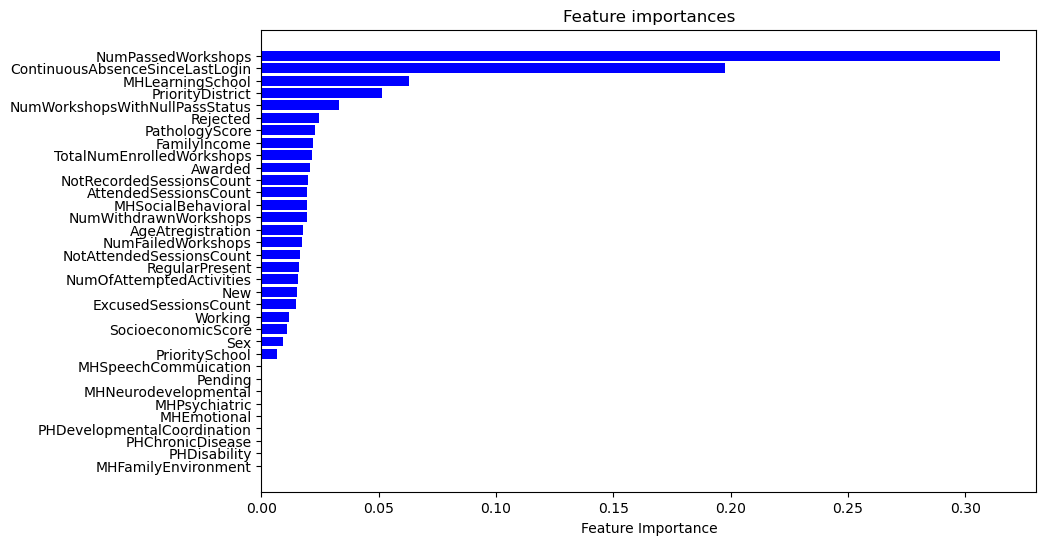 Feature importances
NumPassedWorkshops
ContinuousAbsenceSinceLastLogin
MHLearningSchool
PriorityDistrict
NumWorkshopsWithNullPassStatus
Rejected
PathologyScore
FamilyIncome
TotalNumEnrolledWorkshops
Awarded
NotRecordedSessionsCount
AttendedSessionsCount
MHSocialBehavioral
NumWithdrawnWorkshops
AgeAtregistration
NumFailedWorkshops
NotAttendedSessionsCount
RegularPresent
NumOfAttemptedActivities
New
ExcusedSessionsCount
Working
SocioeconomicScore
Sex
PrioritySchool
MHSpeechCommuication
Pending
MHNeurodevelopmental
MHPsychiatric
MHEmotional
PHDevelopmentalCoordination
PHChronicDisease
PHDisability
MHFamilyEnvironment
0.00 0.05 0.10 0.15 0.20 0.25 0.30
Feature Importance